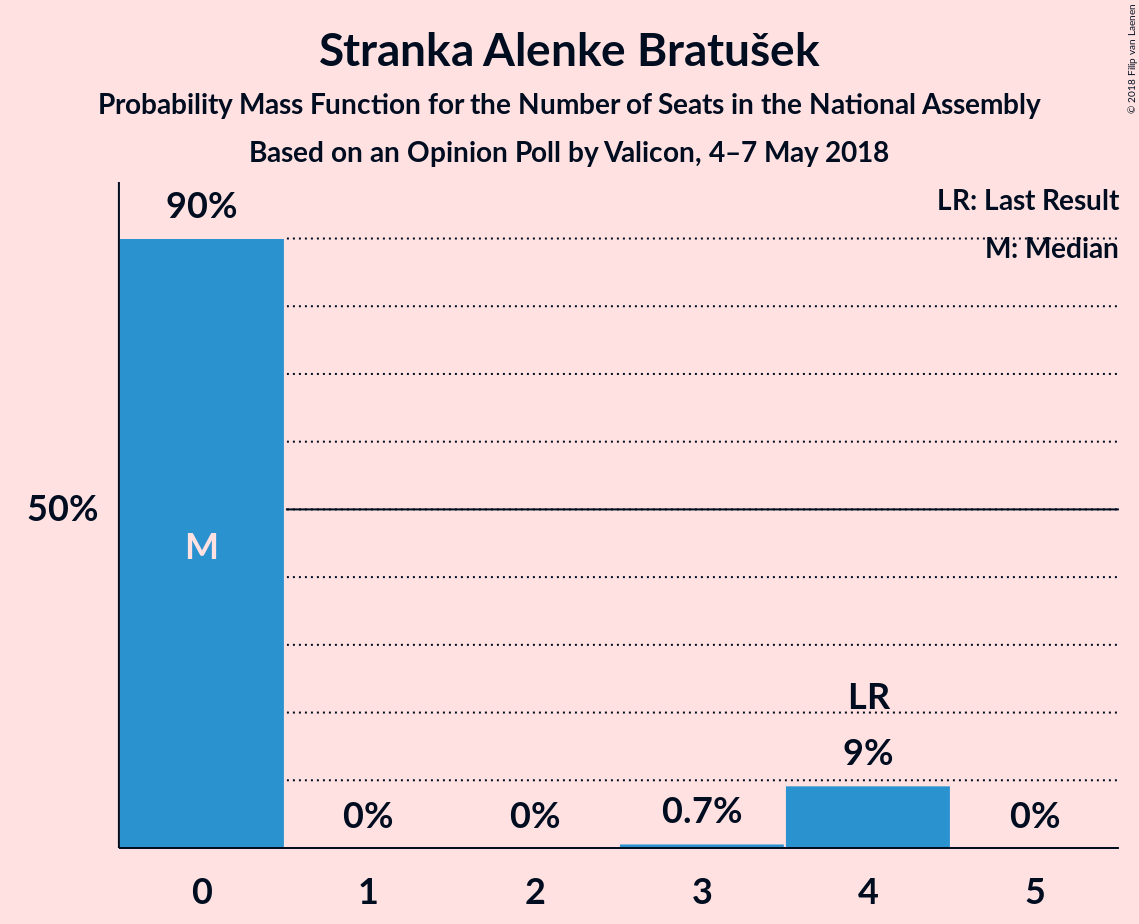 Stranka Alenke Bratušek
Probability Mass Function for the Number of Seats in the National Assembly
Based on an Opinion Poll by Valicon, 4–7 May 2018
© 2018 Filip van Laenen
LR: Last Result
M: Median
90%
50%
M
LR
9%
0%
0%
0.7%
0%
0
1
2
3
4
5